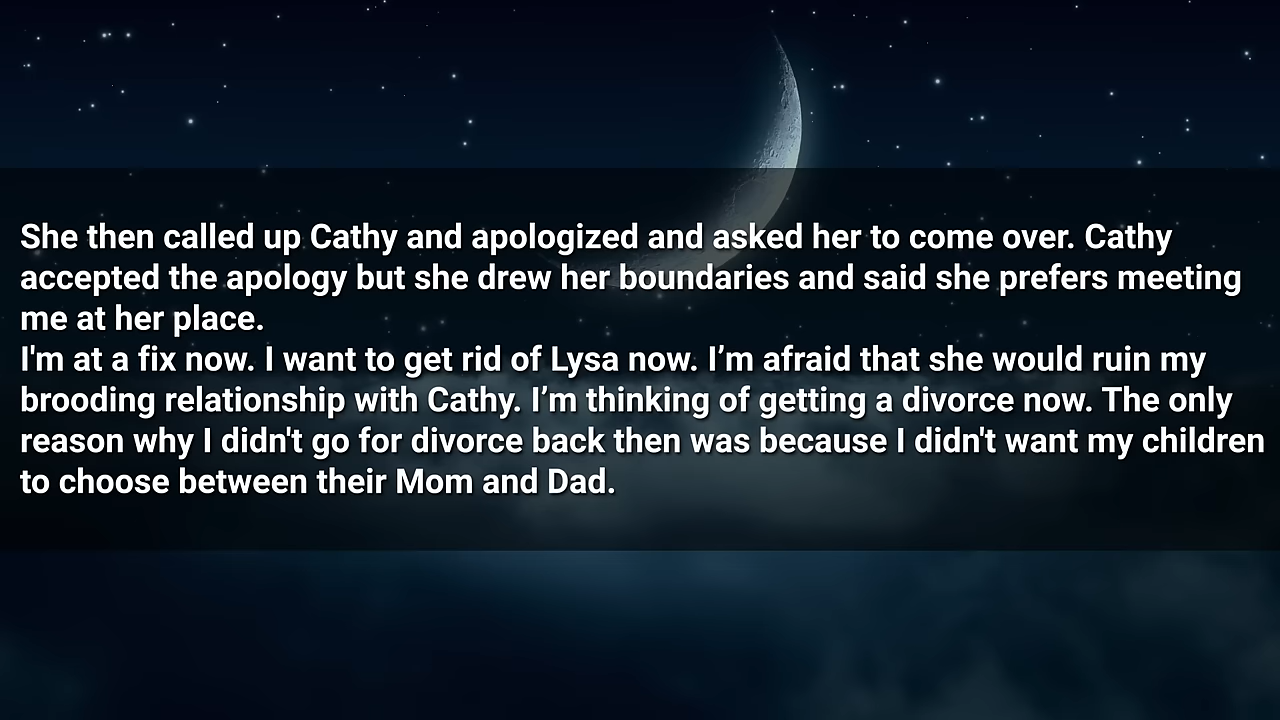 She then called up Cathy and apologized and asked her to come over. Cathy
accepted the apology but she drew her boundaries and said she prefers meeting
me at her place.
I'm at a fix now. I want to get rid of Lysa now. I’m afraid that she would ruin my
brooding relationship with Cathy. I’m thinking of getting a divorce now. The only
reason why I didn't go for divorce back then was because I didn't want my children
to choose between their Mom and Dad.